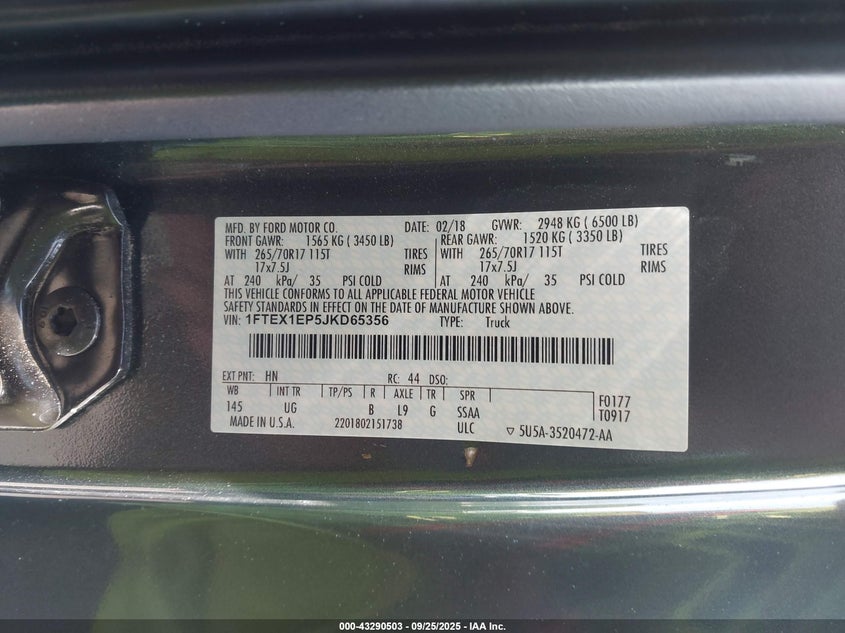 MFD. BY FORD MOTOR CO. DATE: 02/18 GVWR: 2948 KG ( 6500 LB)
FRONT GAWR: 1565 KG ( 3450 LB) REAR GAWR: 1520 KG ( 3350 LB)
WITH 265/70R17 115T TIRES WITH 265/70R17 115T TIRES
17x7.5J RIMS 17x7.5J RIMS
AT 240 kPa/ 35 PSI COLD AT 240 kPa/ 35 PSI COLD
THIS VEHICLE CONFORMS TO ALL APPLICABLE FEDERAL MOTOR VEHICLE
SAFETY STANDARDS IN EFFECT ON THE DATE OF MANUFACTURE SHOWN ABOVE.
VIN: 1FTEX1EP5JKD65356 TYPE: Truck
EXT PNT: HN RC: 44 DSO:
WB INT TR TP/PS R AXLE TR SPR F0177
145 UG B L9 G SSAA T0917
MADE IN U.S.A. 2201802151738 ULC ▽ 5U5A-3520472-AA
000-43290503 - 09/25/2025 - IAA Inc.